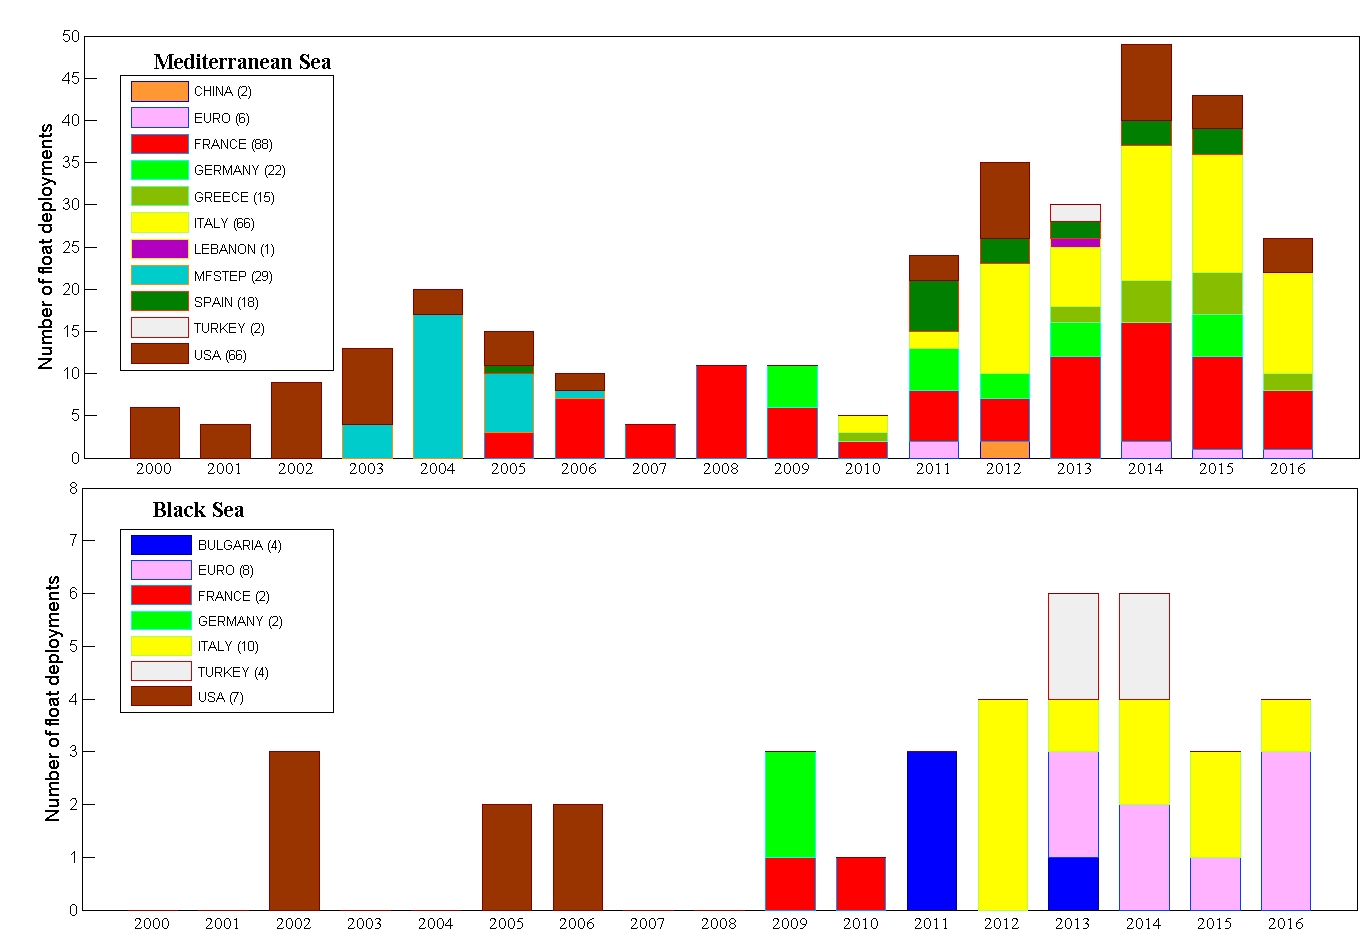 Mediterranean Sea
CHINA (2)
EURO (6)
FRANCE (88)
GERMANY (22)
GREECE (15)
ITALY (66)
LEBANON (1)
MFSTEP (29)
SPAIN (18)
TURKEY (2)
USA (66)
Number of float deployments
50
45
40
35
30
25
20
15
10
5
0
2000 2001 2002 2003 2004 2005 2006 2007 2008 2009 2010 2011 2012 2013 2014 2015 2016
Black Sea
BULGARIA (4)
EURO (8)
FRANCE (2)
GERMANY (2)
ITALY (10)
TURKEY (4)
USA (7)
Number of float deployments
8
7
6
5
4
3
2
1
0
2000 2001 2002 2003 2004 2005 2006 2007 2008 2009 2010 2011 2012 2013 2014 2015 2016